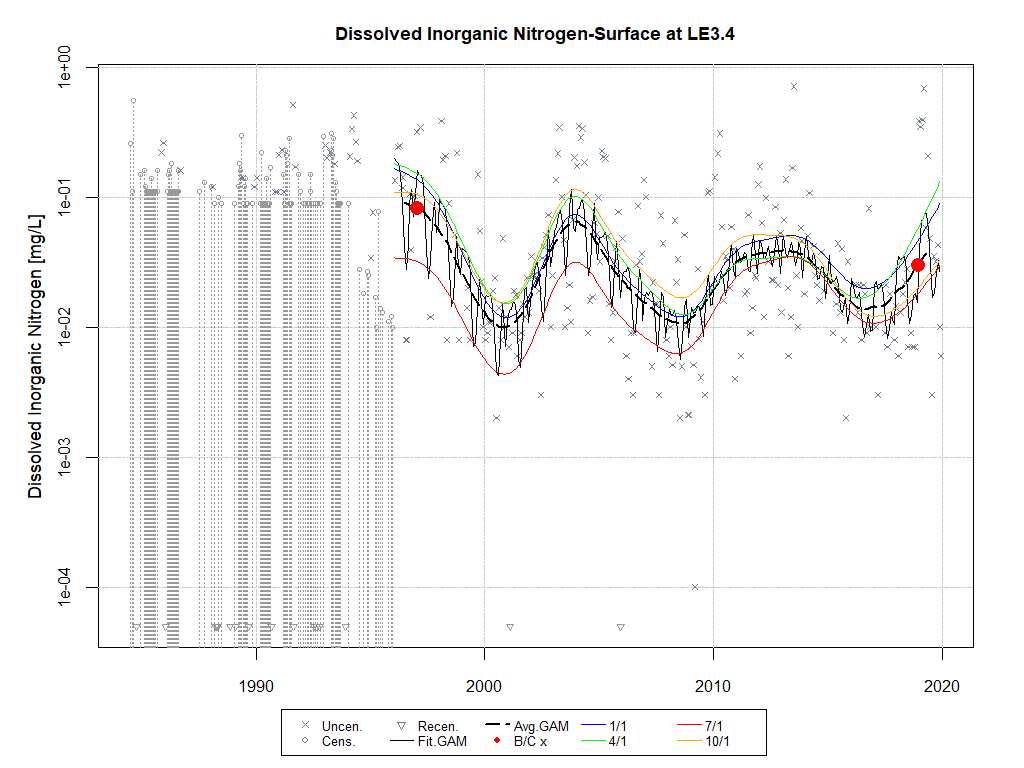 Dissolved Inorganic Nitrogen-Surface at LE3.4
Dissolved Inorganic Nitrogen [mg/L]
1e+00
1e-01
1e-02
1e-03
1e-04
1990 2000 2010 2020
Uncen. Recen. Avg.GAM 1/1 7/1
Cens. Fit.GAM B/C x 4/1 10/1